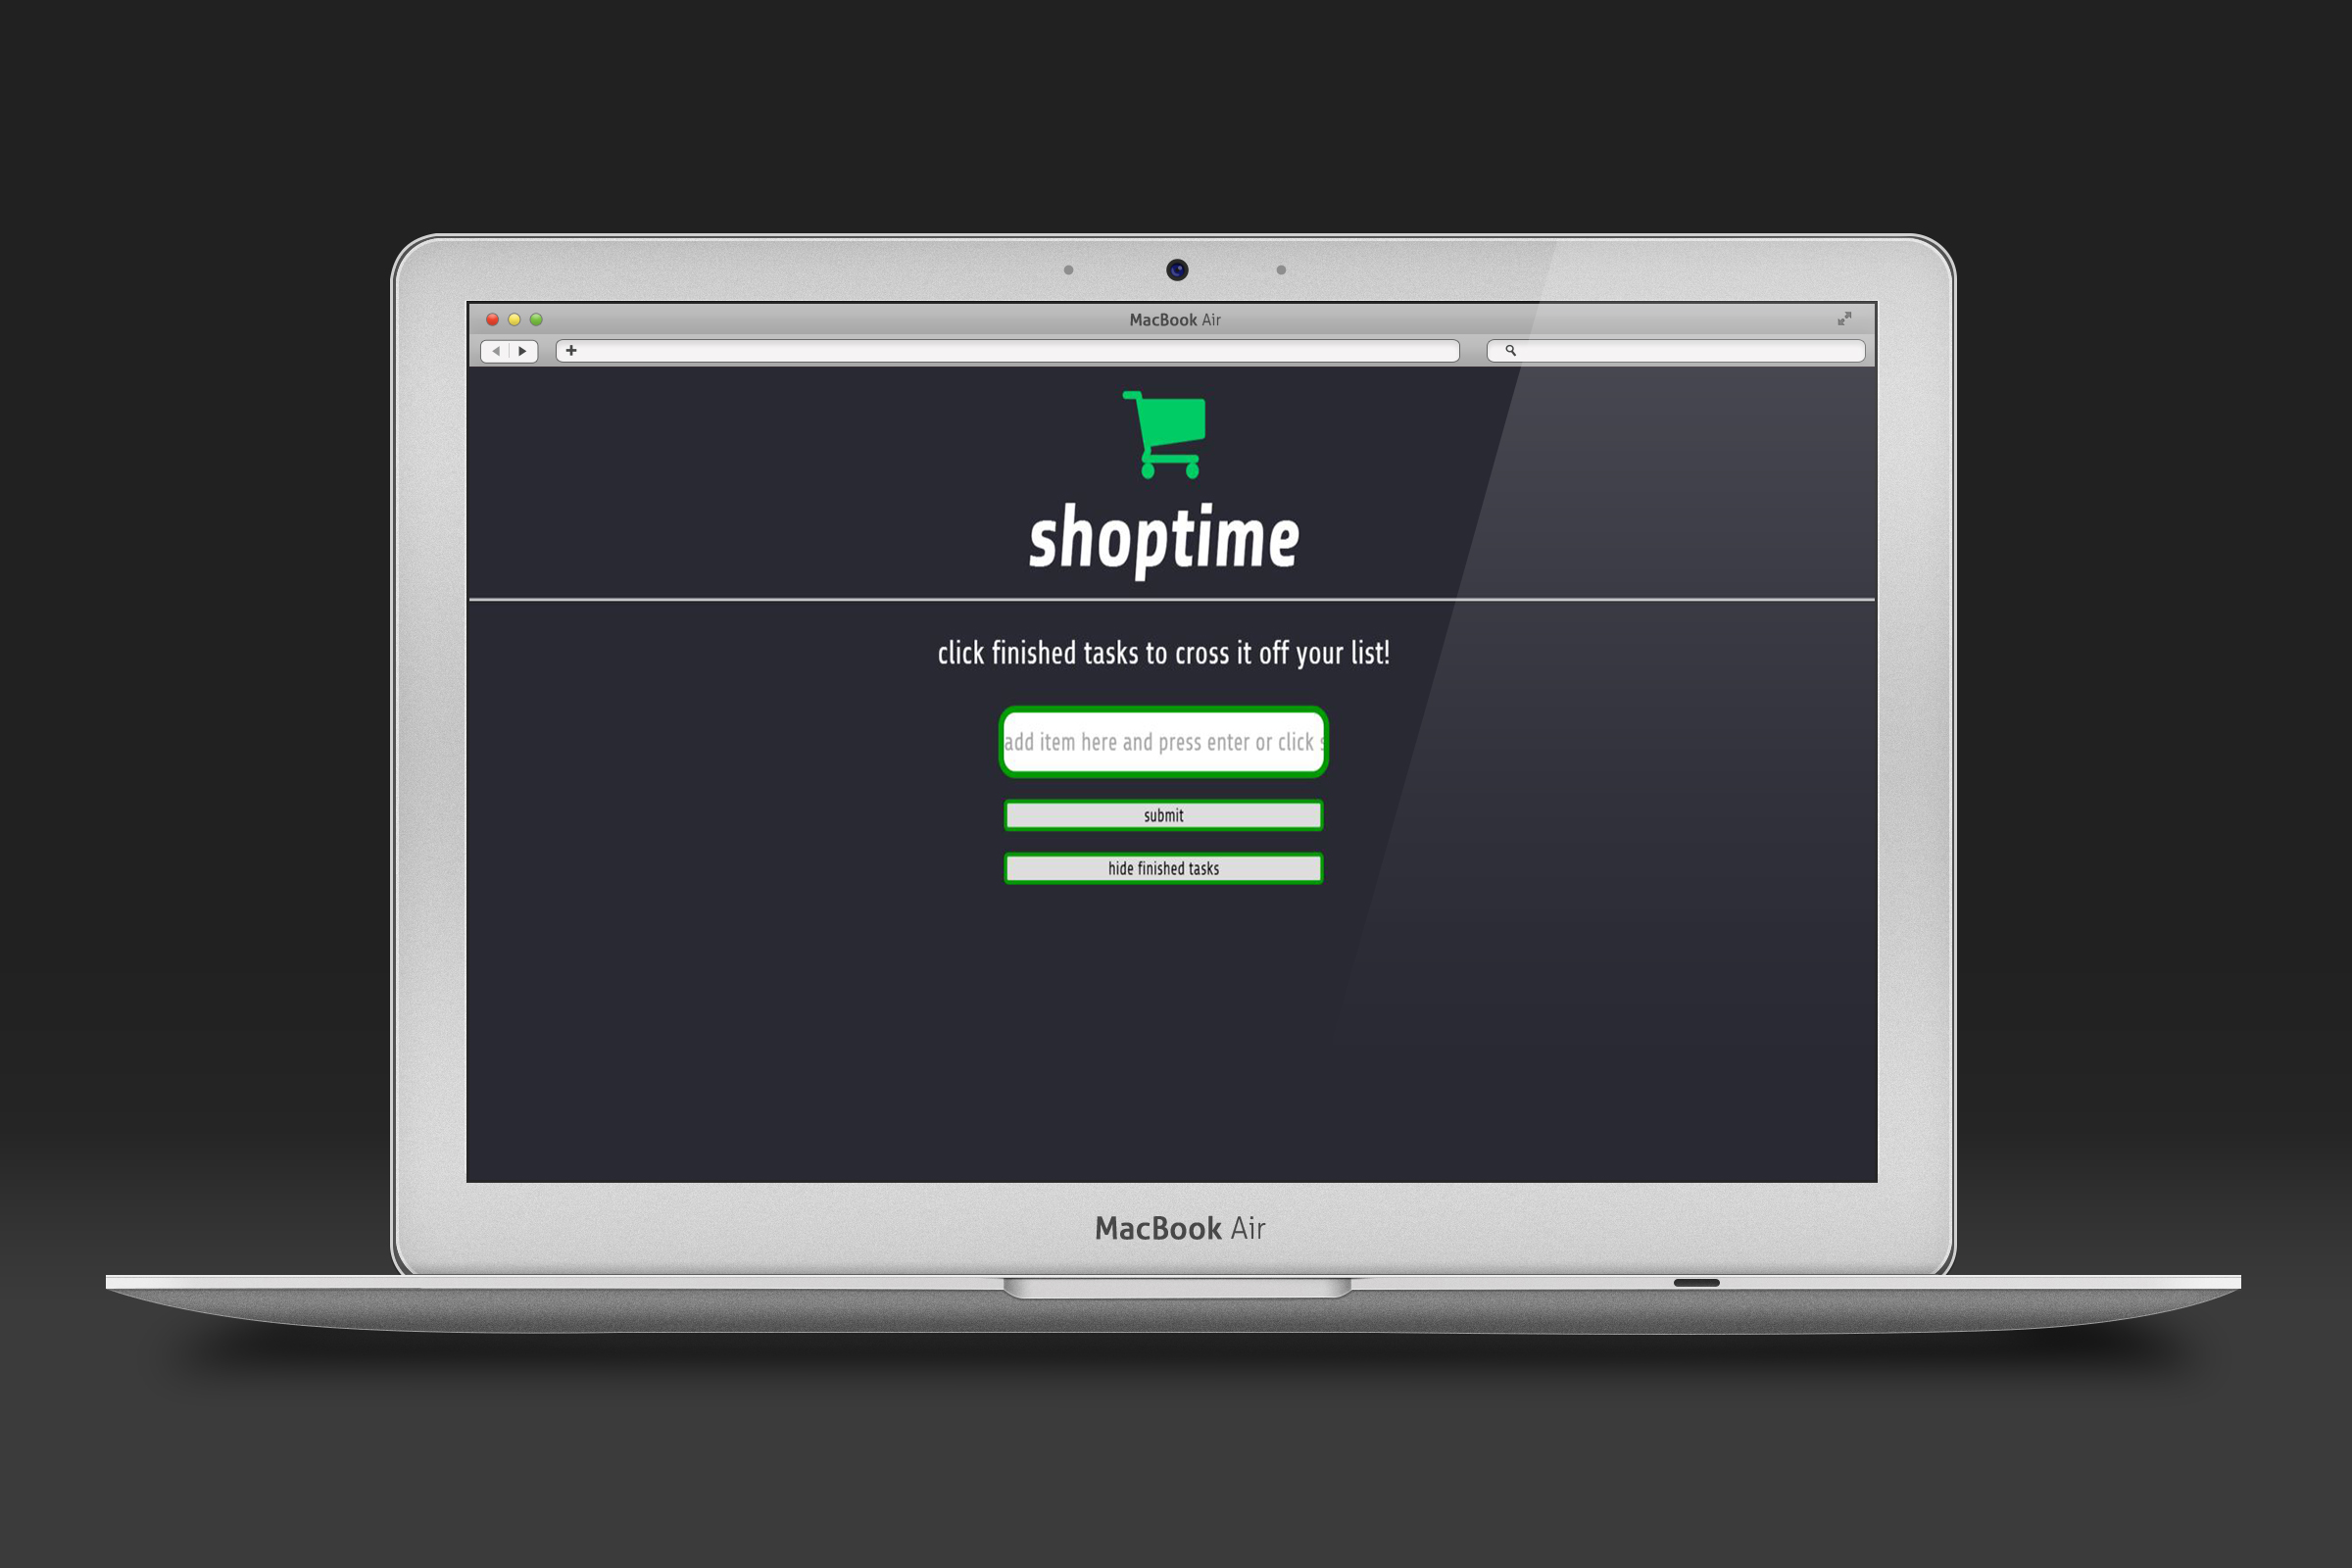 MacBook Air
shoptime
click finished tasks to cross it off your list!
add item here and press enter or click
submit
hide finished tasks
MacBook Air